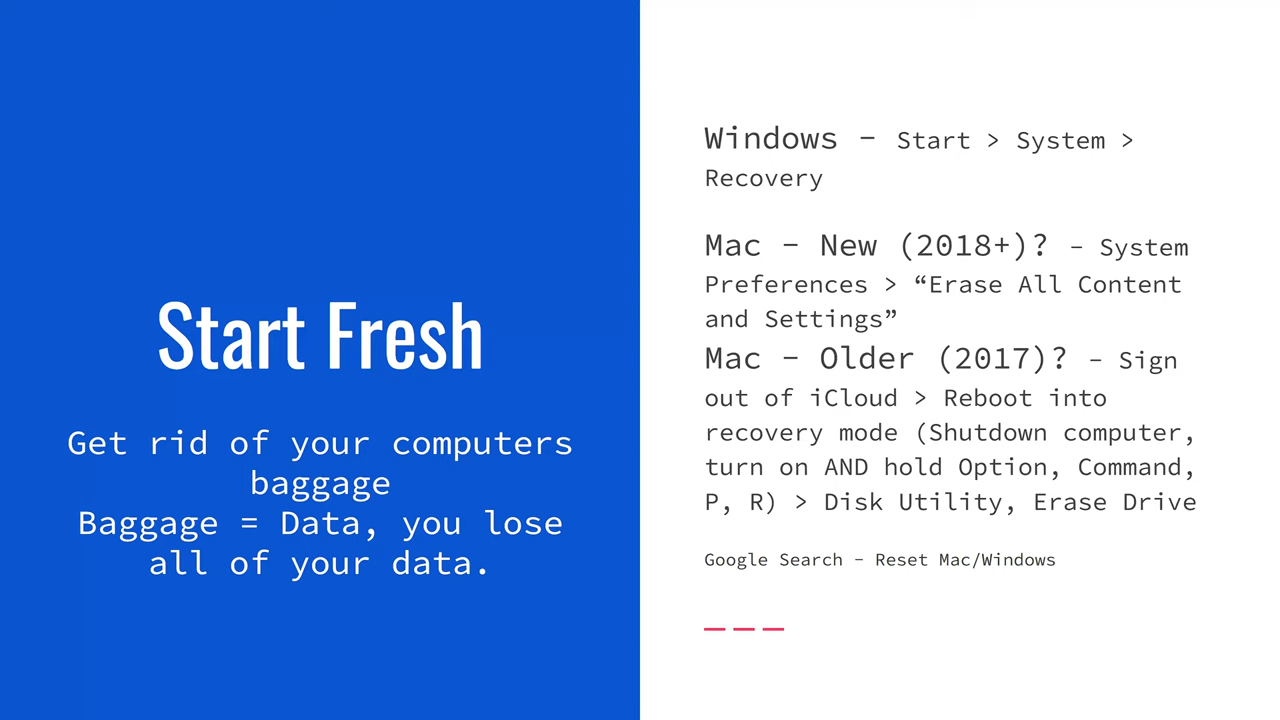 Start Fresh
Get rid of your computers
baggage
Baggage = Data, you lose
all of your data.
Windows – Start > System >
Recovery
Mac – New (2018+)? – System
Preferences > “Erase All Content
and Settings”
Mac – Older (2017)? – Sign
out of iCloud > Reboot into
recovery mode (Shutdown computer,
turn on AND hold Option, Command,
P, R) > Disk Utility, Erase Drive
Google Search – Reset Mac/Windows